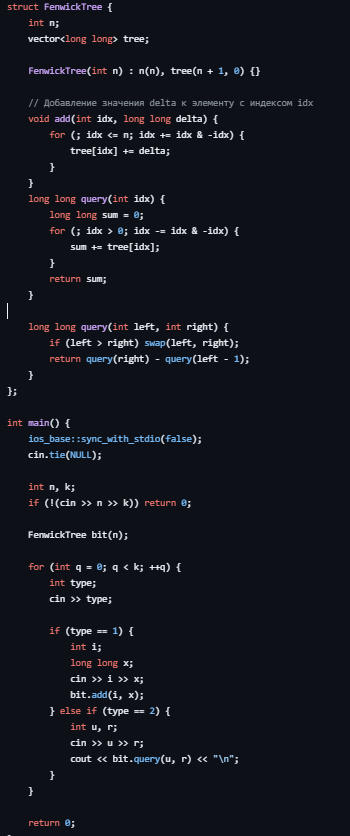 struct FenwickTree {
    int n;
    vector<long long> tree;

    FenwickTree(int n) : n(n), tree(n + 1, 0) {}

    // Добавление значения delta к элементу с индексом idx
    void add(int idx, long long delta) {
        for (; idx <= n; idx += idx & -idx) {
            tree[idx] += delta;
        }
    }
    long long query(int idx) {
        long long sum = 0;
        for (; idx > 0; idx -= idx & -idx) {
            sum += tree[idx];
        }
        return sum;
    }

    long long query(int left, int right) {
        if (left > right) swap(left, right);
        return query(right) - query(left - 1);
    }
};

int main() {
    ios_base::sync_with_stdio(false);
    cin.tie(NULL);

    int n, k;
    if (!(cin >> n >> k)) return 0;

    FenwickTree bit(n);

    for (int q = 0; q < k; ++q) {
        int type;
        cin >> type;

        if (type == 1) {
            int i;
            long long x;
            cin >> i >> x;
            bit.add(i, x);
        } else if (type == 2) {
            int u, r;
            cin >> u >> r;
            cout << bit.query(u, r) << "\n";
        }
    }

    return 0;